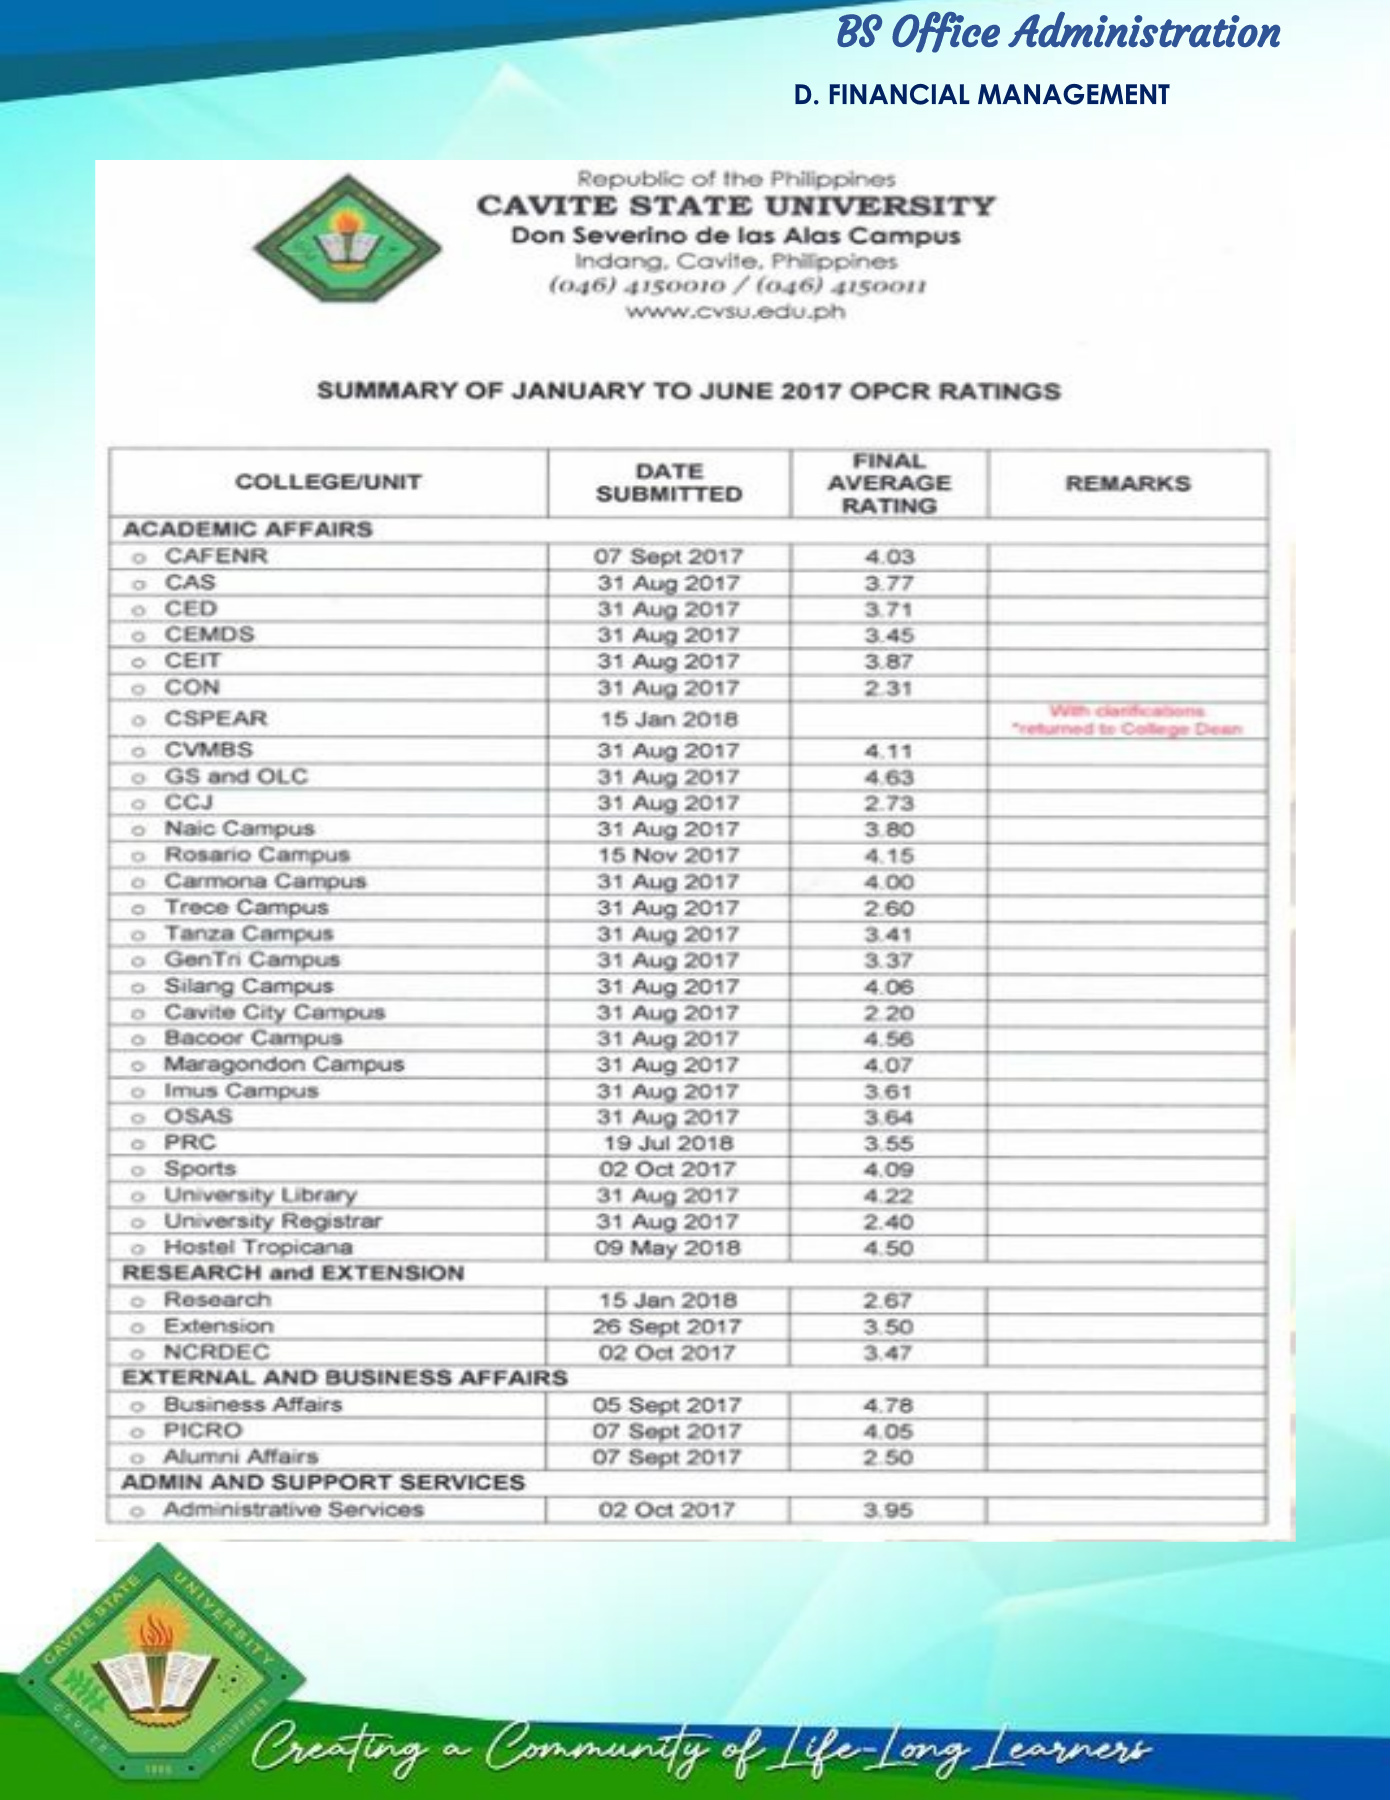 BS Office Administration
D. FINANCIAL MANAGEMENT
Republic of the Philippines
CAVITE STATE UNIVERSITY
Don Severino de las Alas Campus
Indang, Cavite, Philippines
(046) 4150010 / (046) 4150011
www.cvsu.edu.ph
SUMMARY OF JANUARY TO JUNE 2017 OPCR RATINGS
COLLEGE/UNIT DATE SUBMITTED FINAL AVERAGE RATING REMARKS
ACADEMIC AFFAIRS
o CAFENR 07 Sept 2017 4.03
o CAS 31 Aug 2017 3.77
o CED 31 Aug 2017 3.71
o CEMDS 31 Aug 2017 3.45
o CEIT 31 Aug 2017 3.87
o CON 31 Aug 2017 2.31
o CSPEAR 15 Jan 2018 With clarifications *returned to College Dean
o CVMBS 31 Aug 2017 4.11
o GS and OLC 31 Aug 2017 4.63
o CCJ 31 Aug 2017 2.73
o Naic Campus 31 Aug 2017 3.80
o Rosario Campus 15 Nov 2017 4.15
o Carmona Campus 31 Aug 2017 4.00
o Trece Campus 31 Aug 2017 2.60
o Tanza Campus 31 Aug 2017 3.41
o GenTri Campus 31 Aug 2017 3.37
o Silang Campus 31 Aug 2017 4.06
o Cavite City Campus 31 Aug 2017 2.20
o Bacoor Campus 31 Aug 2017 4.56
o Maragondon Campus 31 Aug 2017 4.07
o Imus Campus 31 Aug 2017 3.61
o OSAS 31 Aug 2017 3.64
o PRC 19 Jul 2018 3.55
o Sports 02 Oct 2017 4.09
o University Library 31 Aug 2017 4.22
o University Registrar 31 Aug 2017 2.40
o Hostel Tropicana 09 May 2018 4.50
RESEARCH and EXTENSION
o Research 15 Jan 2018 2.67
o Extension 26 Sept 2017 3.50
o NCRDEC 02 Oct 2017 3.47
EXTERNAL AND BUSINESS AFFAIRS
o Business Affairs 05 Sept 2017 4.78
o PICRO 07 Sept 2017 4.05
o Alumni Affairs 07 Sept 2017 2.50
ADMIN AND SUPPORT SERVICES
o Administrative Services 02 Oct 2017 3.95
CAVITE STATE UNIVERSITY
CAVITE PHILIPPINES
1906
Creating a Community of Life-Long Learners